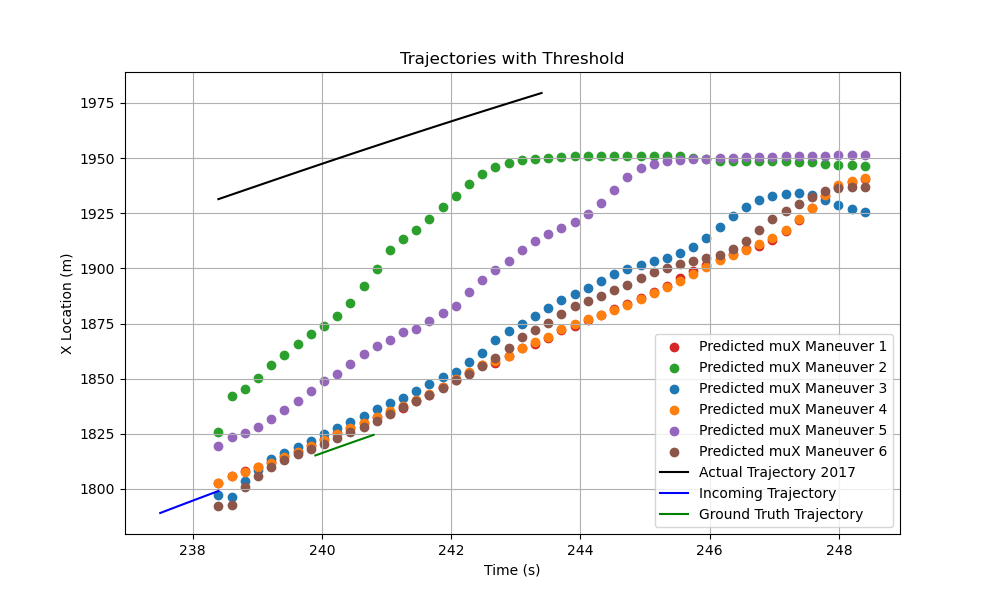 Trajectories with Threshold
X Location (m)
1975
1950
1925
1900
1875
1850
1825
1800
238
240
242
244
246
248
Time (s)
Predicted muX Maneuver 1
Predicted muX Maneuver 2
Predicted muX Maneuver 3
Predicted muX Maneuver 4
Predicted muX Maneuver 5
Predicted muX Maneuver 6
Actual Trajectory 2017
Incoming Trajectory
Ground Truth Trajectory